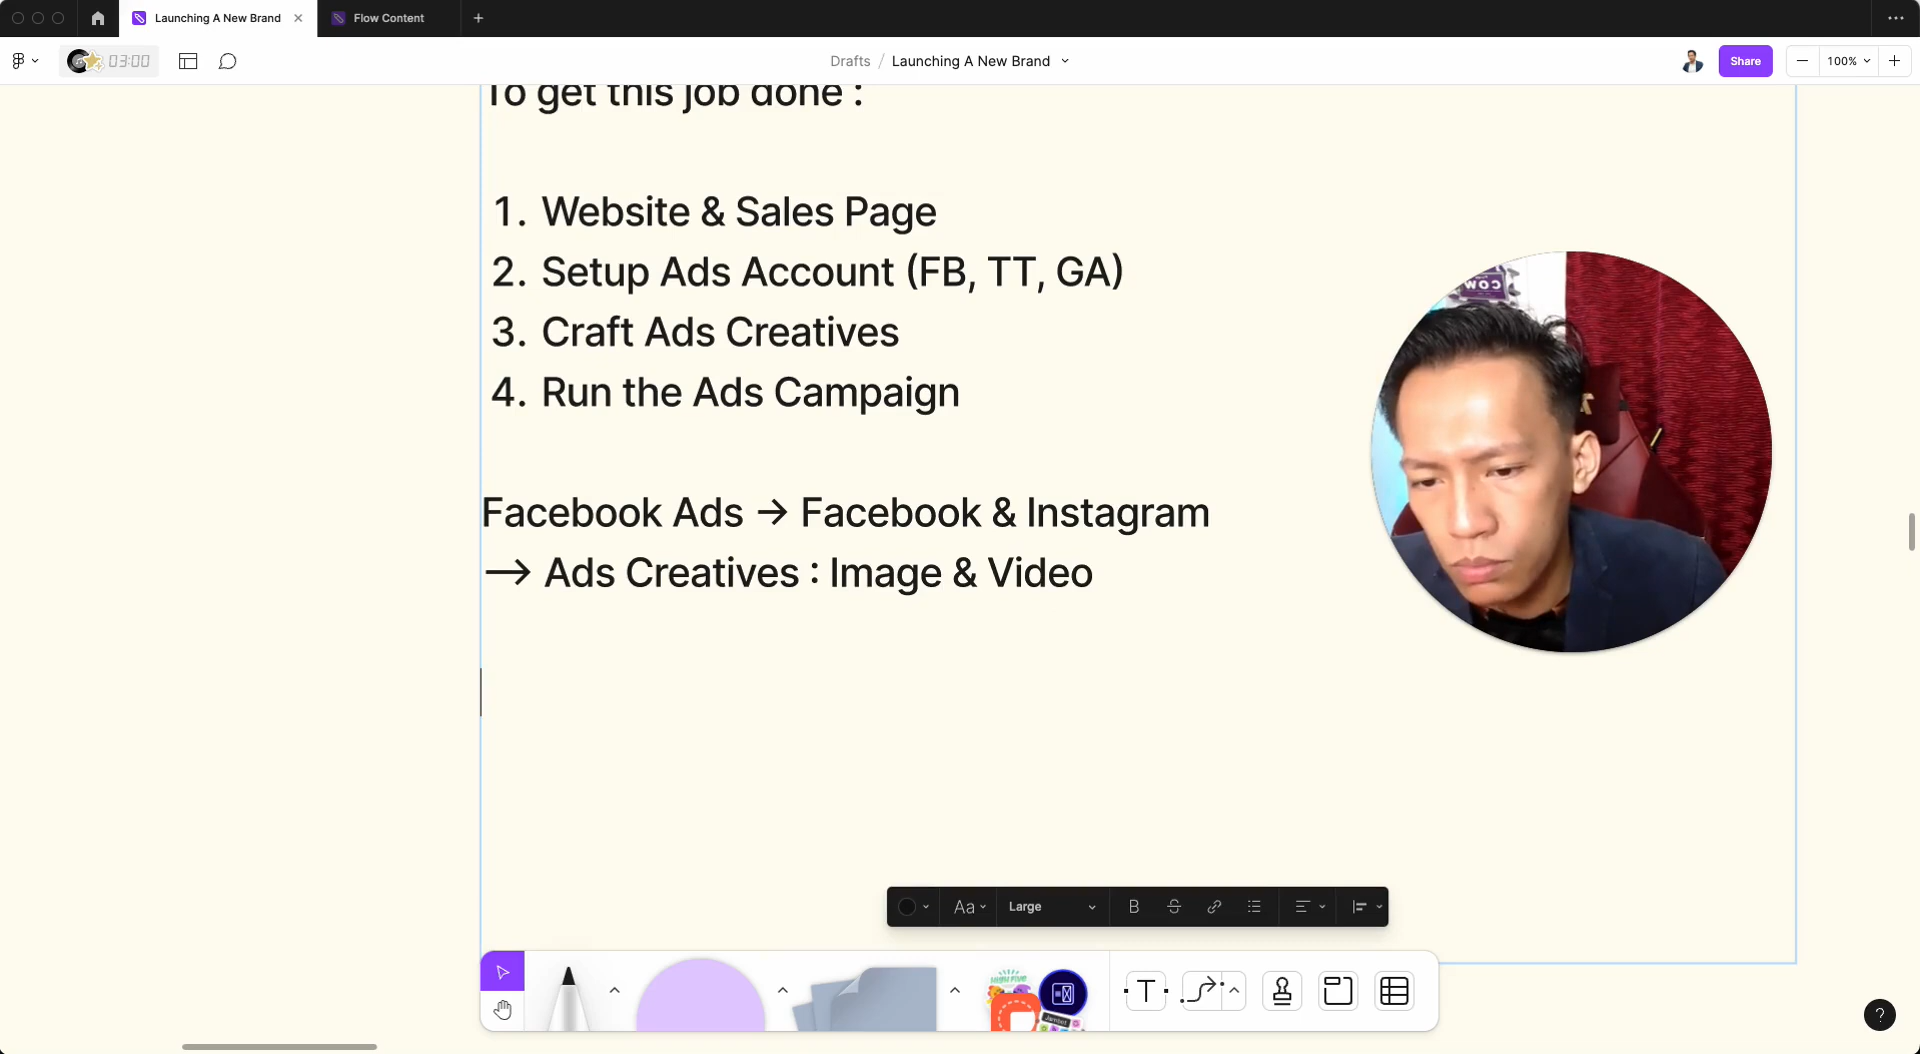 Launching A New Brand
Flow Content
03:00
Drafts / Launching A New Brand
Share
100%
To get this job done :
1. Website & Sales Page
2. Setup Ads Account (FB, TT, GA)
3. Craft Ads Creatives
4. Run the Ads Campaign
Facebook Ads → Facebook & Instagram
⟶ Ads Creatives : Image & Video
Aa
Large
B
S
T
?